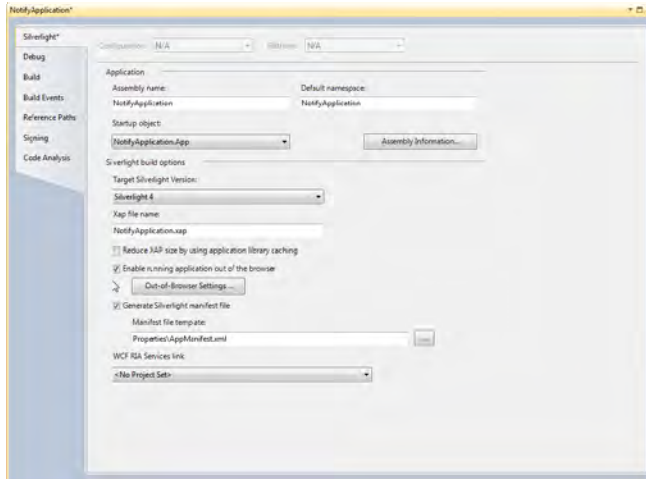 NotifyApplication*
Silverlight*
Configuration: N/A Platform: N/A
Debug
Build
Build Events
Reference Paths
Signing
Code Analysis
Application
Assembly name: Default namespace:
NotifyApplication NotifyApplication
Startup object:
NotifyApplication.App Assembly Information...
Silverlight build options
Target Silverlight Version:
Silverlight 4
Xap file name:
NotifyApplication.xap
Reduce XAP size by using application library caching
Enable running application out of the browser
Out-of-Browser Settings...
Generate Silverlight manifest file
Manifest file template:
Properties\AppManifest.xml ...
WCF RIA Services link
<No Project Set>